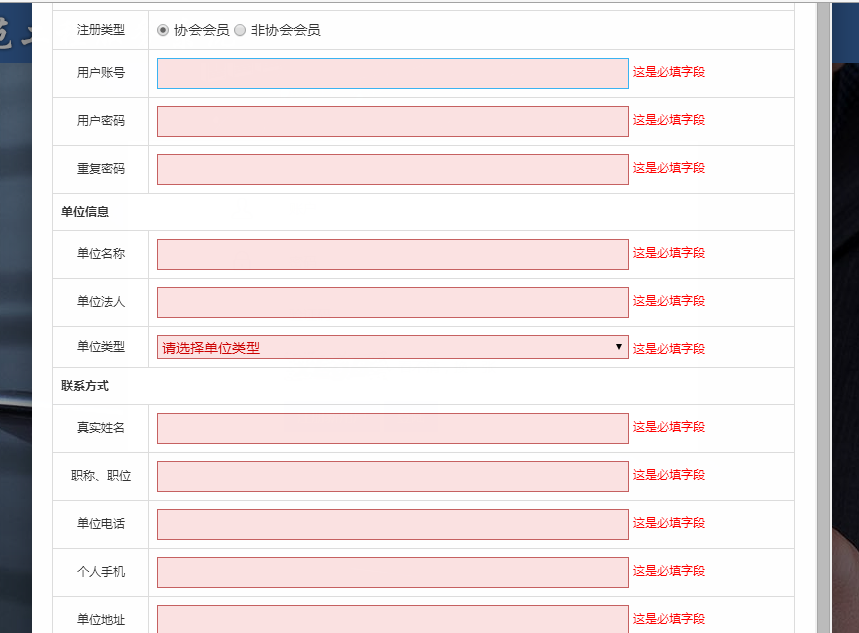 注册类型 协会会员 非协会会员
用户账号 这是必填字段
用户密码 这是必填字段
重复密码 这是必填字段
单位信息
单位名称 这是必填字段
单位法人 这是必填字段
单位类型 请选择单位类型 这是必填字段
联系方式
真实姓名 这是必填字段
职称、职位 这是必填字段
单位电话 这是必填字段
个人手机 这是必填字段
单位地址 这是必填字段